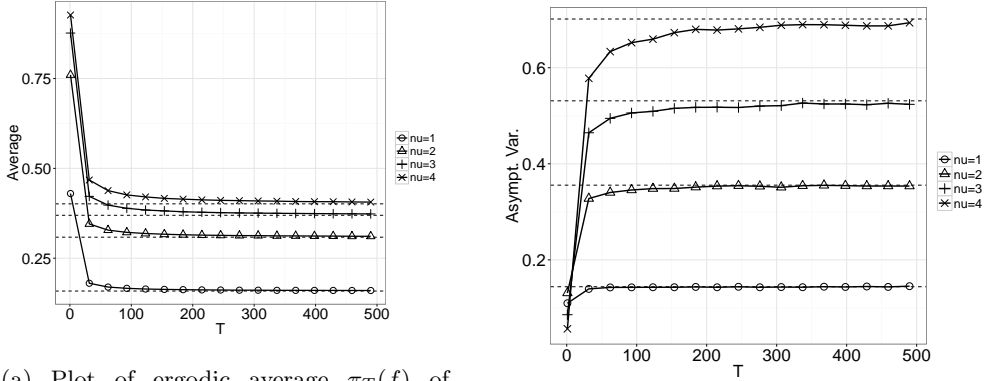 0.75
0.50
0.25
Average
0 100 200 300 400 500
T
nu=1
nu=2
nu=3
nu=4
0.6
0.4
0.2
Asympt. Var.
0 100 200 300 400 500
T
nu=1
nu=2
nu=3
nu=4
(a) Plot of ergodic average π_T(f) of